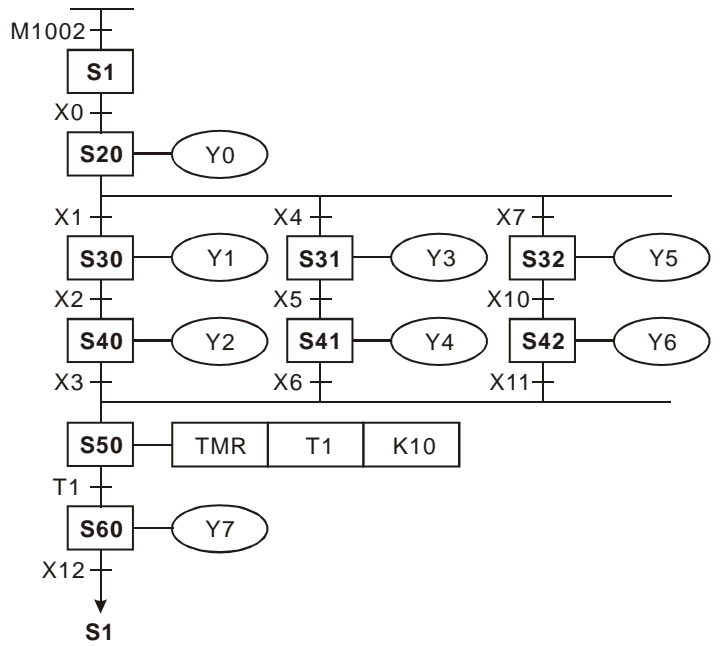 M1002
S1
X0
S20 Y0
X1 X4 X7
S30 Y1 S31 Y3 S32 Y5
X2 X5 X10
S40 Y2 S41 Y4 S42 Y6
X3 X6 X11
S50 TMR T1 K10
T1
S60 Y7
X12
S1